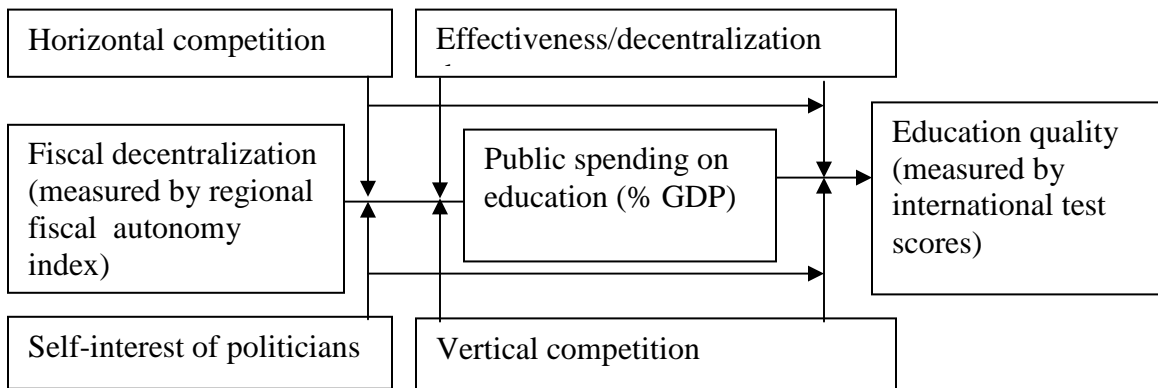 Horizontal competition
Effectiveness/decentralization
Fiscal decentralization
(measured by regional
fiscal autonomy
index)
Public spending on
education (% GDP)
Education quality
(measured by
international test
scores)
Self-interest of politicians
Vertical competition